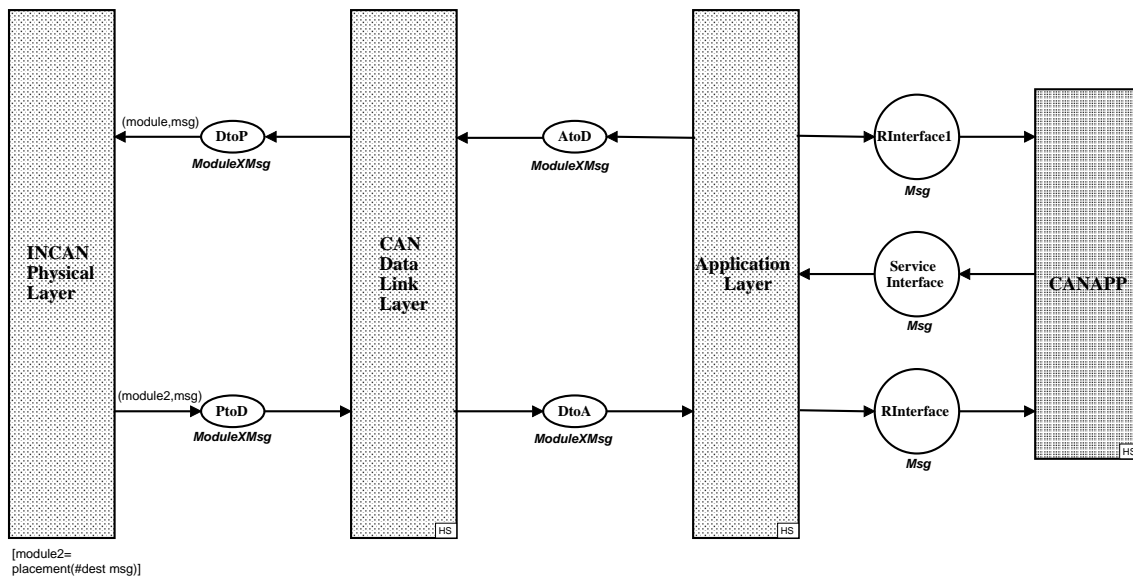 (module,msg)
DtoP
ModuleXMsg
AtoD
ModuleXMsg
RInterface1
Msg
INCAN
Physical
Layer
CAN
Data
Link
Layer
Application
Layer
Service
Interface
Msg
CANAPP
(module2,msg)
PtoD
ModuleXMsg
DtoA
ModuleXMsg
RInterface
Msg
HS
HS
HS
[module2=
placement(#dest msg)]